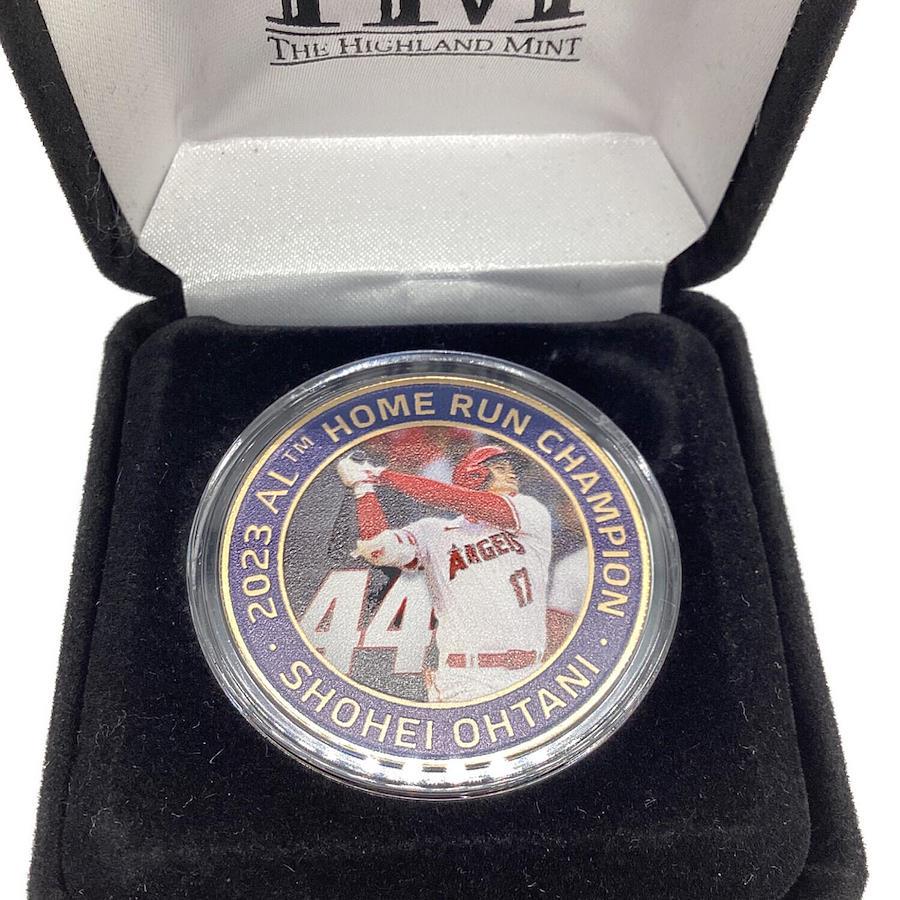 THE HIGHLAND MINT
2023 AL™ HOME RUN CHAMPION
ANGELS
17
44
· SHOHEI OHTANI ·